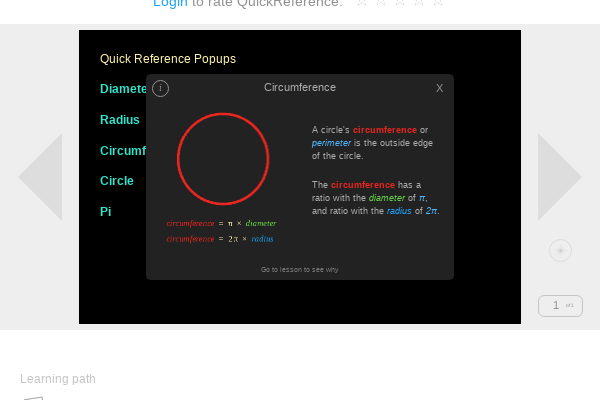 Login to rate QuickReference.
Quick Reference Popups
Diamete
Radius
Circumf
Circle
Pi
i
Circumference
X
A circle's circumference or
perimeter is the outside edge
of the circle.
The circumference has a
ratio with the diameter of π,
and ratio with the radius of 2π.
circumference = π × diameter
circumference = 2π × radius
Go to lesson to see why
1
Learning path